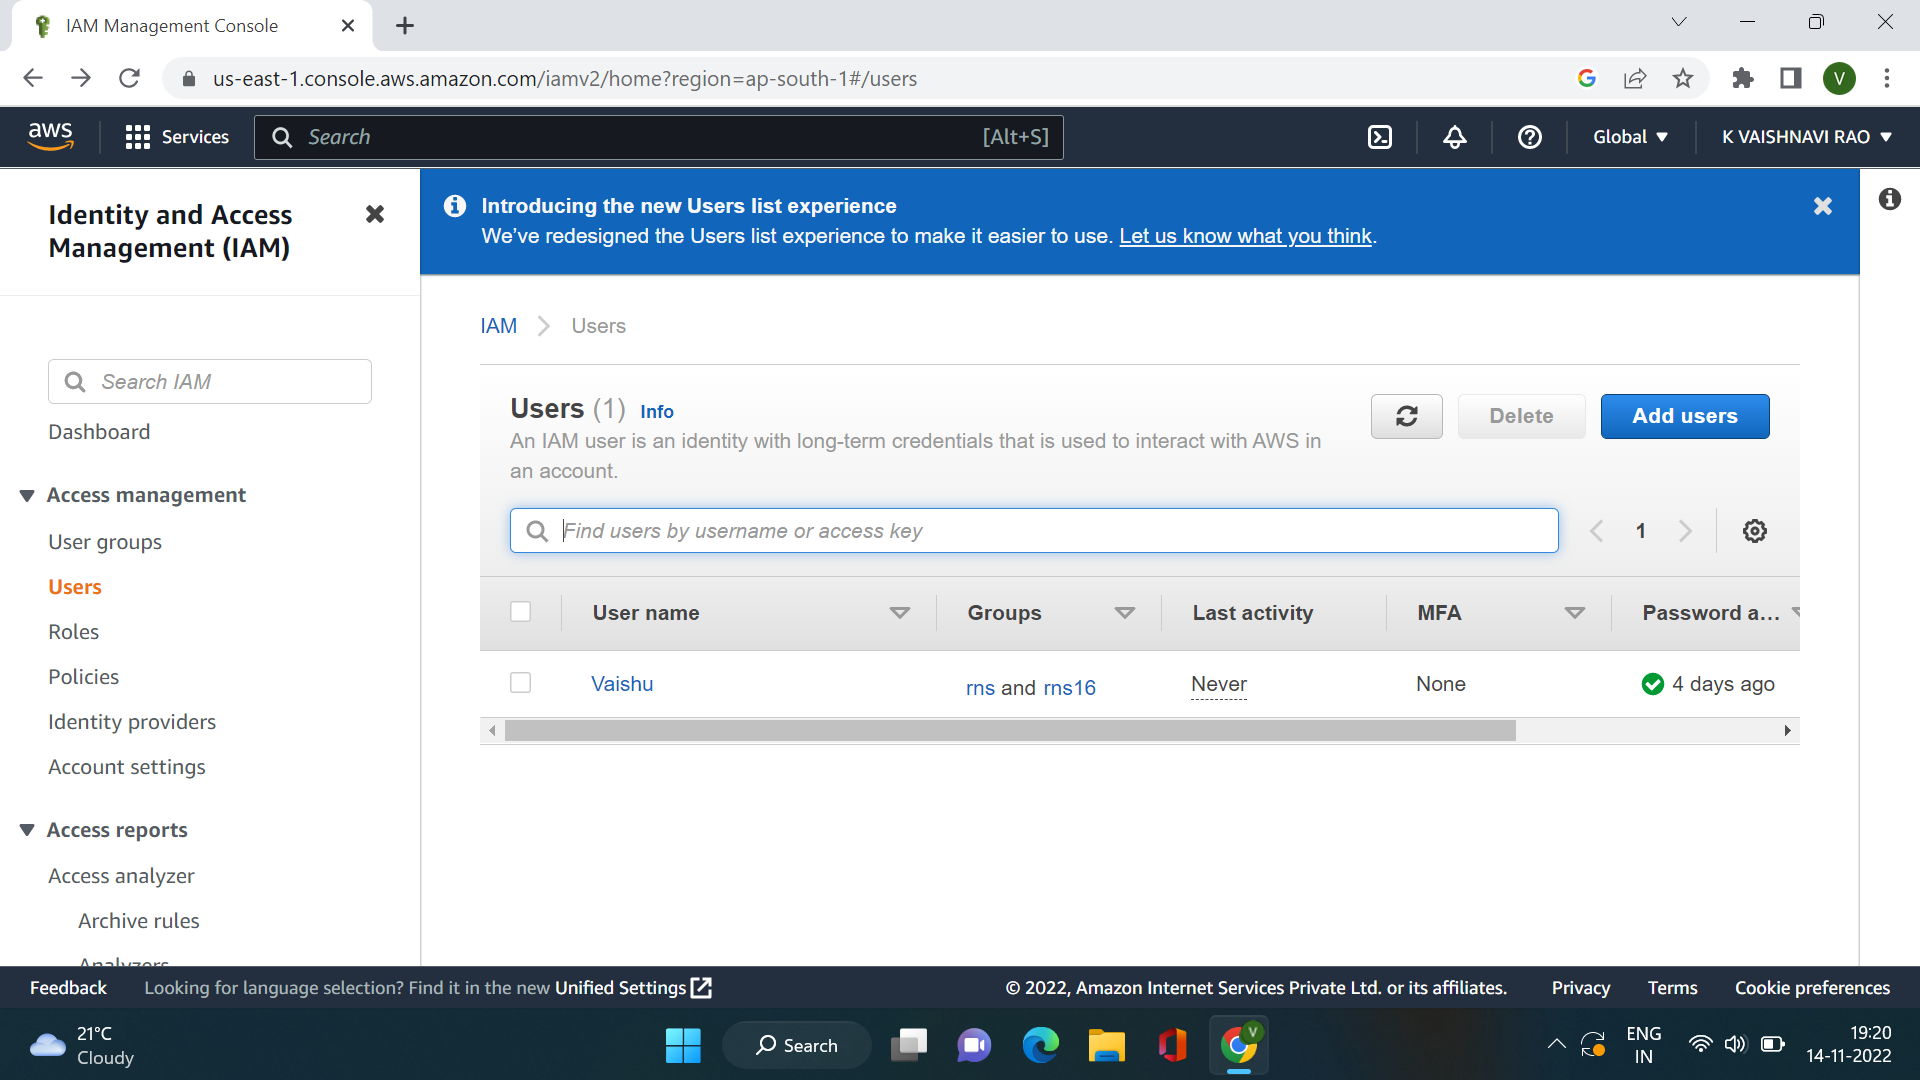 IAM Management Console
us-east-1.console.aws.amazon.com/iamv2/home?region=ap-south-1#/users
V
aws
Services
Search
[Alt+S]
Global
K VAISHNAVI RAO
Identity and Access
Management (IAM)
Search IAM
Dashboard
Access management
User groups
Users
Roles
Policies
Identity providers
Account settings
Access reports
Access analyzer
Archive rules
Analyzers
Introducing the new Users list experience
We've redesigned the Users list experience to make it easier to use. Let us know what you think.
IAM > Users
Users (1) Info
An IAM user is an identity with long-term credentials that is used to interact with AWS in
an account.
Delete
Add users
Find users by username or access key
1
User name
Groups
Last activity
MFA
Password a...
Vaishu
rns and rns16
Never
None
4 days ago
Feedback
Looking for language selection? Find it in the new Unified Settings
© 2022, Amazon Internet Services Private Ltd. or its affiliates.
Privacy
Terms
Cookie preferences
21°C
Cloudy
Search
V
ENG
IN
19:20
14-11-2022